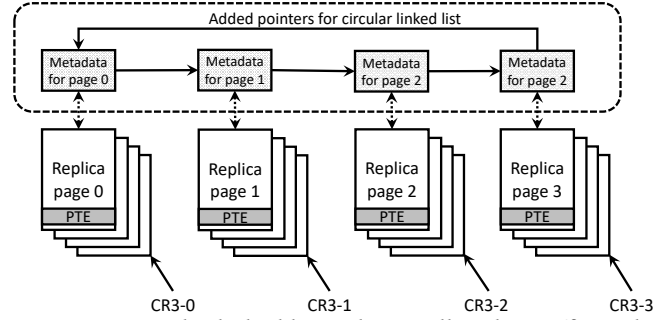 Added pointers for circular linked list
Metadata for page 0
Metadata for page 1
Metadata for page 2
Metadata for page 2
Replica page 0
Replica page 1
Replica page 2
Replica page 3
PTE
PTE
PTE
PTE
CR3-0
CR3-1
CR3-2
CR3-3